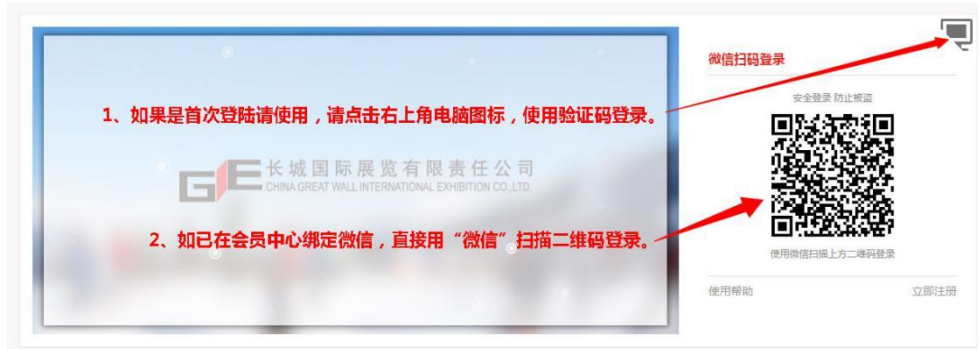 微信扫码登录
1、如果是首次登陆请使用，请点击右上角电脑图标，使用验证码登录。
安全登录 防止被盗
GIE 长城国际展览有限责任公司
CHINA GREAT WALL INTERNATIONAL EXHIBITION CO.,LTD.
2、如已在会员中心绑定微信，直接用“微信”扫描二维码登录。
使用微信扫描上方二维码登录
使用帮助
立即注册